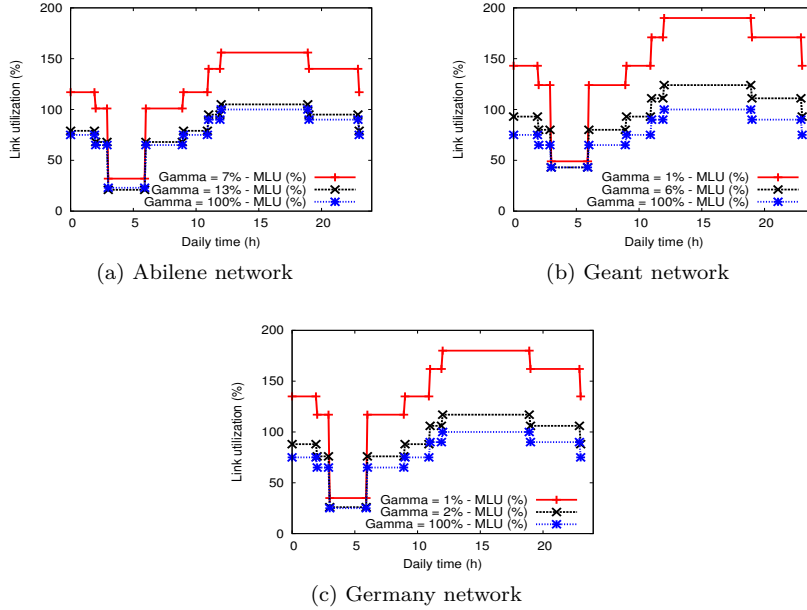 200
150
100
50
0
Link utilization (%)
Gamma = 7% - MLU (%)
Gamma = 13% - MLU (%)
Gamma = 100% - MLU (%)
0 5 10 15 20
Daily time (h)
(a) Abilene network
200
150
100
50
0
Link utilization (%)
Gamma = 1% - MLU (%)
Gamma = 6% - MLU (%)
Gamma = 100% - MLU (%)
0 5 10 15 20
Daily time (h)
(b) Geant network
200
150
100
50
0
Link utilization (%)
Gamma = 1% - MLU (%)
Gamma = 2% - MLU (%)
Gamma = 100% - MLU (%)
0 5 10 15 20
Daily time (h)
(c) Germany network